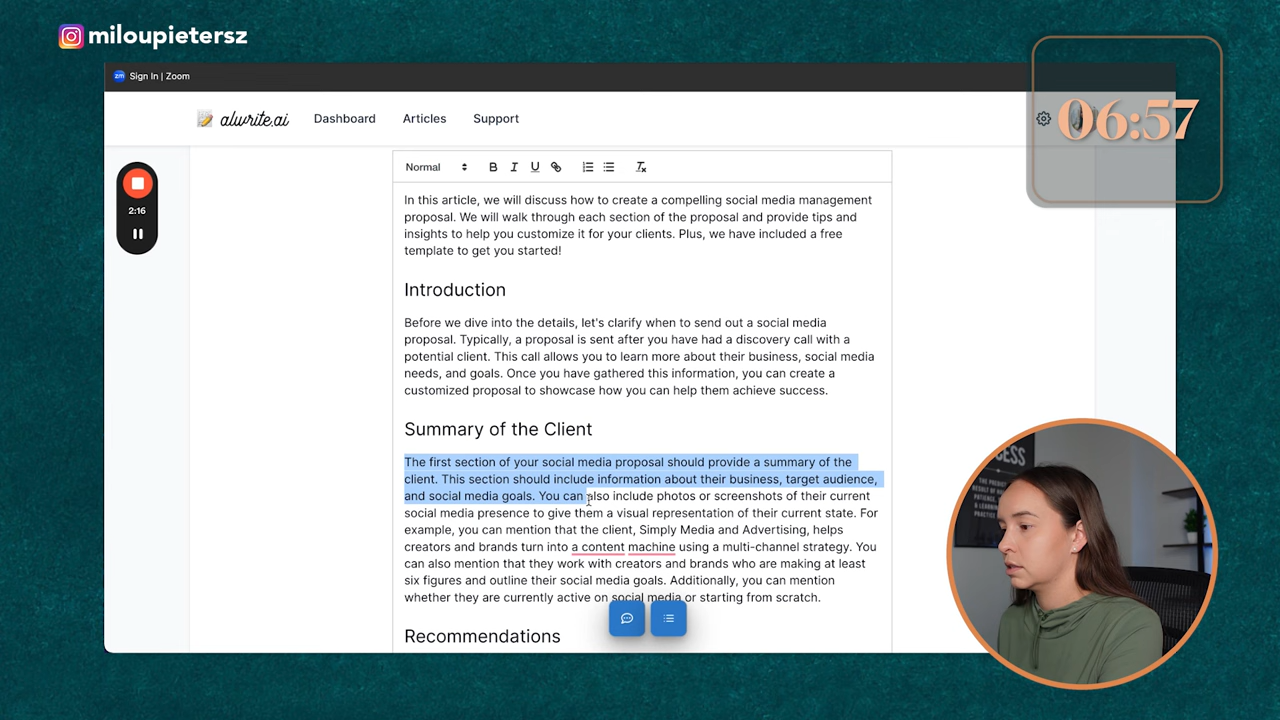 miloupietersz
zm Sign In | Zoom
alwrite.ai Dashboard Articles Support
06:57
2:16
Normal B I U
In this article, we will discuss how to create a compelling social media management
proposal. We will walk through each section of the proposal and provide tips and
insights to help you customize it for your clients. Plus, we have included a free
template to get you started!
Introduction
Before we dive into the details, let's clarify when to send out a social media
proposal. Typically, a proposal is sent after you have had a discovery call with a
potential client. This call allows you to learn more about their business, social media
needs, and goals. Once you have gathered this information, you can create a
customized proposal to showcase how you can help them achieve success.
Summary of the Client
The first section of your social media proposal should provide a summary of the
client. This section should include information about their business, target audience,
and social media goals. You can also include photos or screenshots of their current
social media presence to give them a visual representation of their current state. For
example, you can mention that the client, Simply Media and Advertising, helps
creators and brands turn into a content machine using a multi-channel strategy. You
can also mention that they work with creators and brands who are making at least
six figures and outline their social media goals. Additionally, you can mention
whether they are currently active on social media or starting from scratch.
Recommendations